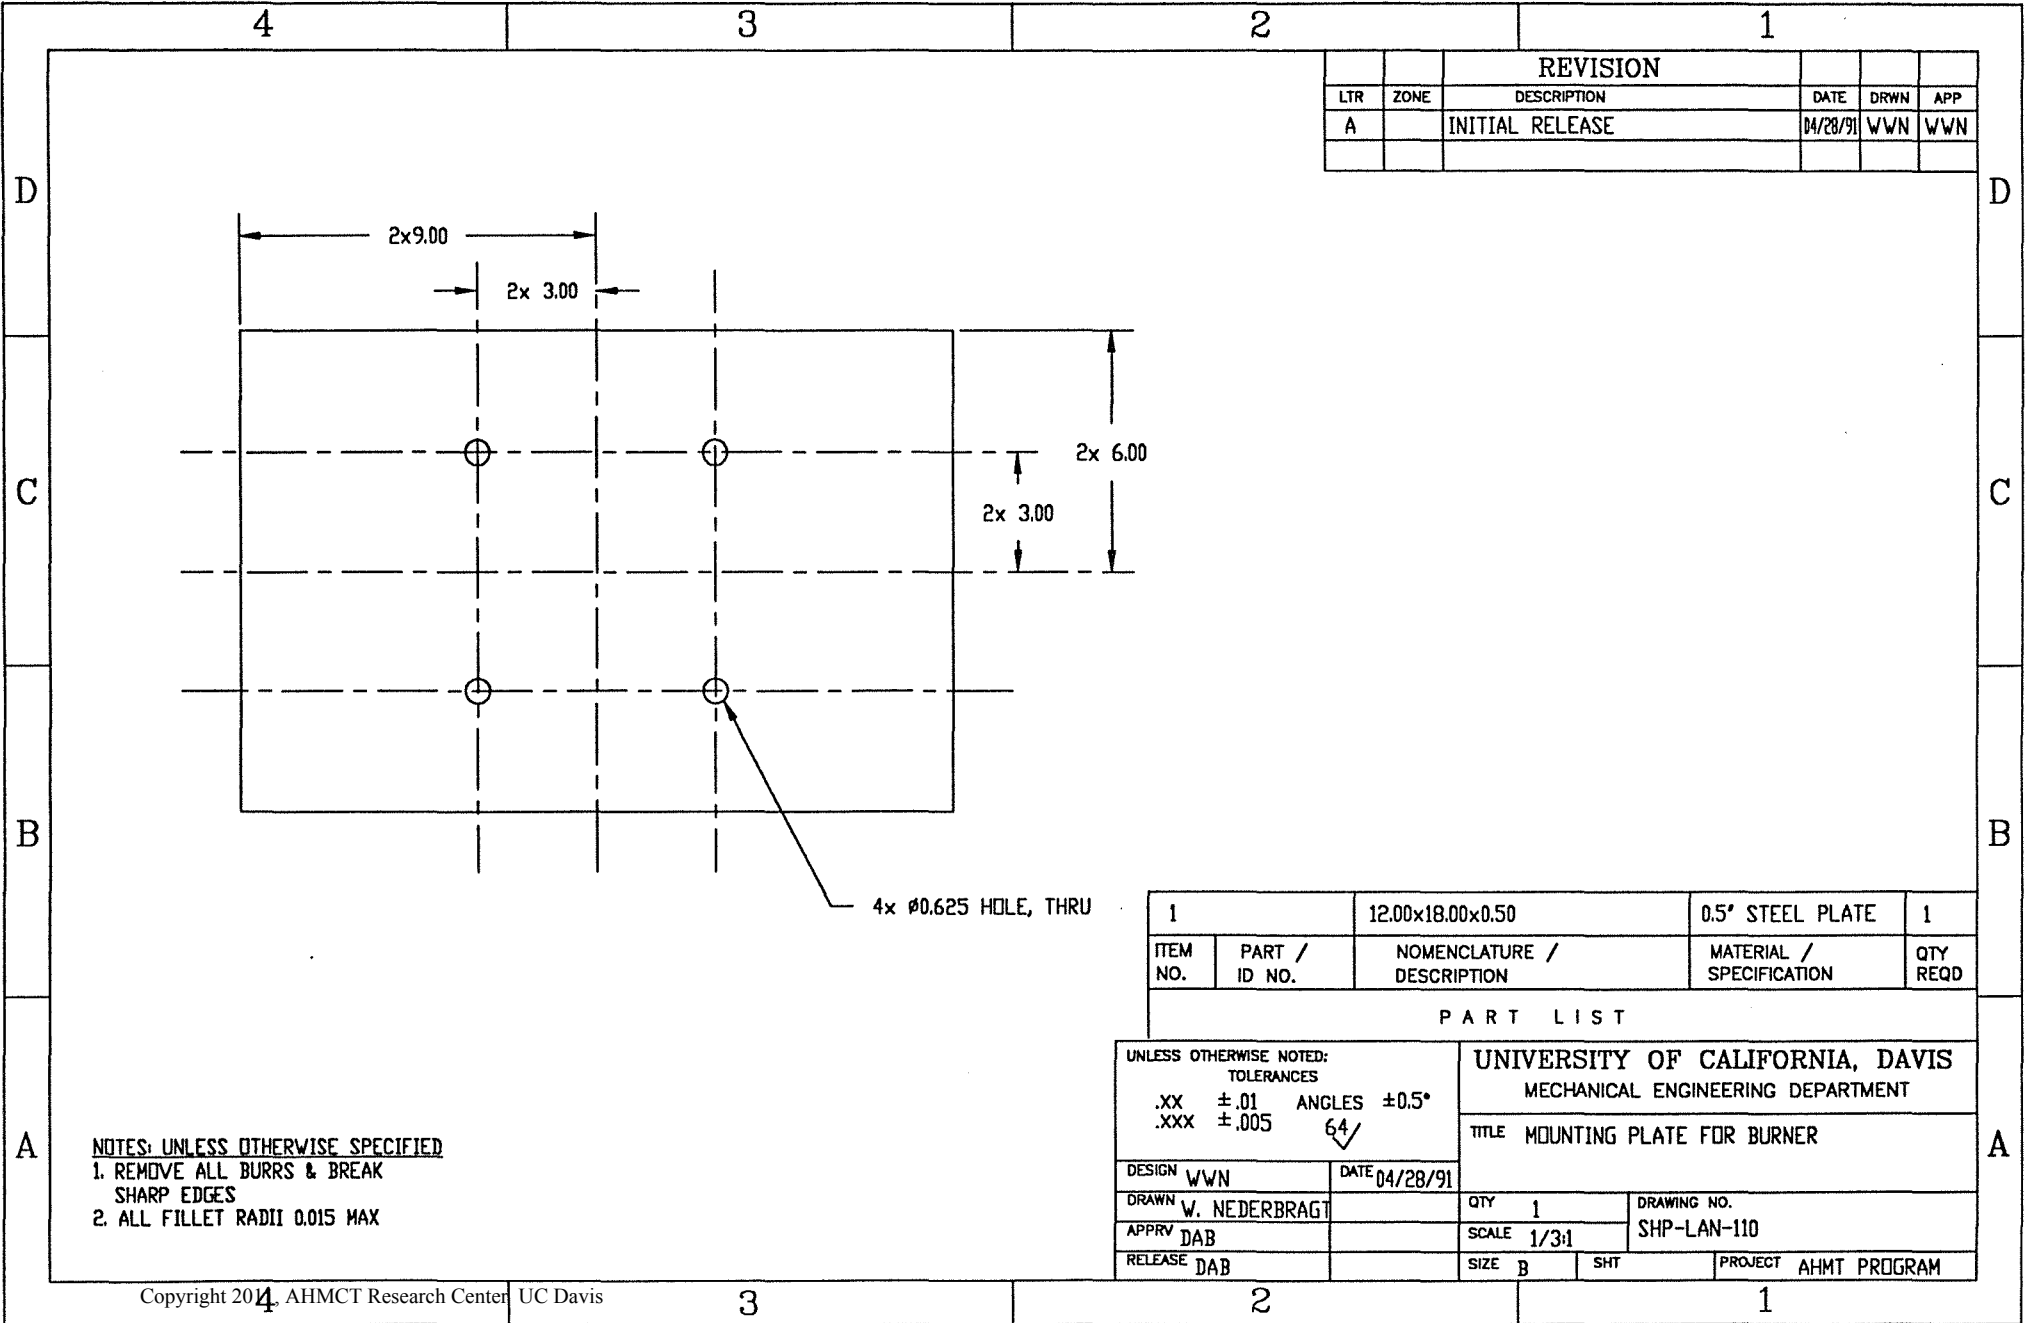 4 3 2 1
REVISION
LTR ZONE DESCRIPTION DATE DRWN APP
A INITIAL RELEASE 04/28/91 WWN WWN
D D
2x9.00
2x 3.00
2x 6.00
C C
2x 3.00
B B
4x ø0.625 HOLE, THRU
1 12.00x18.00x0.50 0.5" STEEL PLATE 1
ITEM NO. PART / ID NO. NOMENCLATURE / DESCRIPTION MATERIAL / SPECIFICATION QTY REQD
PART LIST
UNLESS OTHERWISE NOTED:
TOLERANCES
.XX ±.01 ANGLES ±0.5°
.XXX ±.005 64
UNIVERSITY OF CALIFORNIA, DAVIS
MECHANICAL ENGINEERING DEPARTMENT
TITLE MOUNTING PLATE FOR BURNER
A A
NOTES: UNLESS OTHERWISE SPECIFIED
1. REMOVE ALL BURRS & BREAK
SHARP EDGES
2. ALL FILLET RADII 0.015 MAX
DESIGN WWN DATE 04/28/91
DRAWN W. NEDERBRAGT
APPRV DAB
RELEASE DAB
QTY 1
SCALE 1/3:1
DRAWING NO.
SHP-LAN-110
SIZE B SHT PROJECT AHMT PROGRAM
Copyright 2011, AHMCT Research Center, UC Davis
4 3 2 1